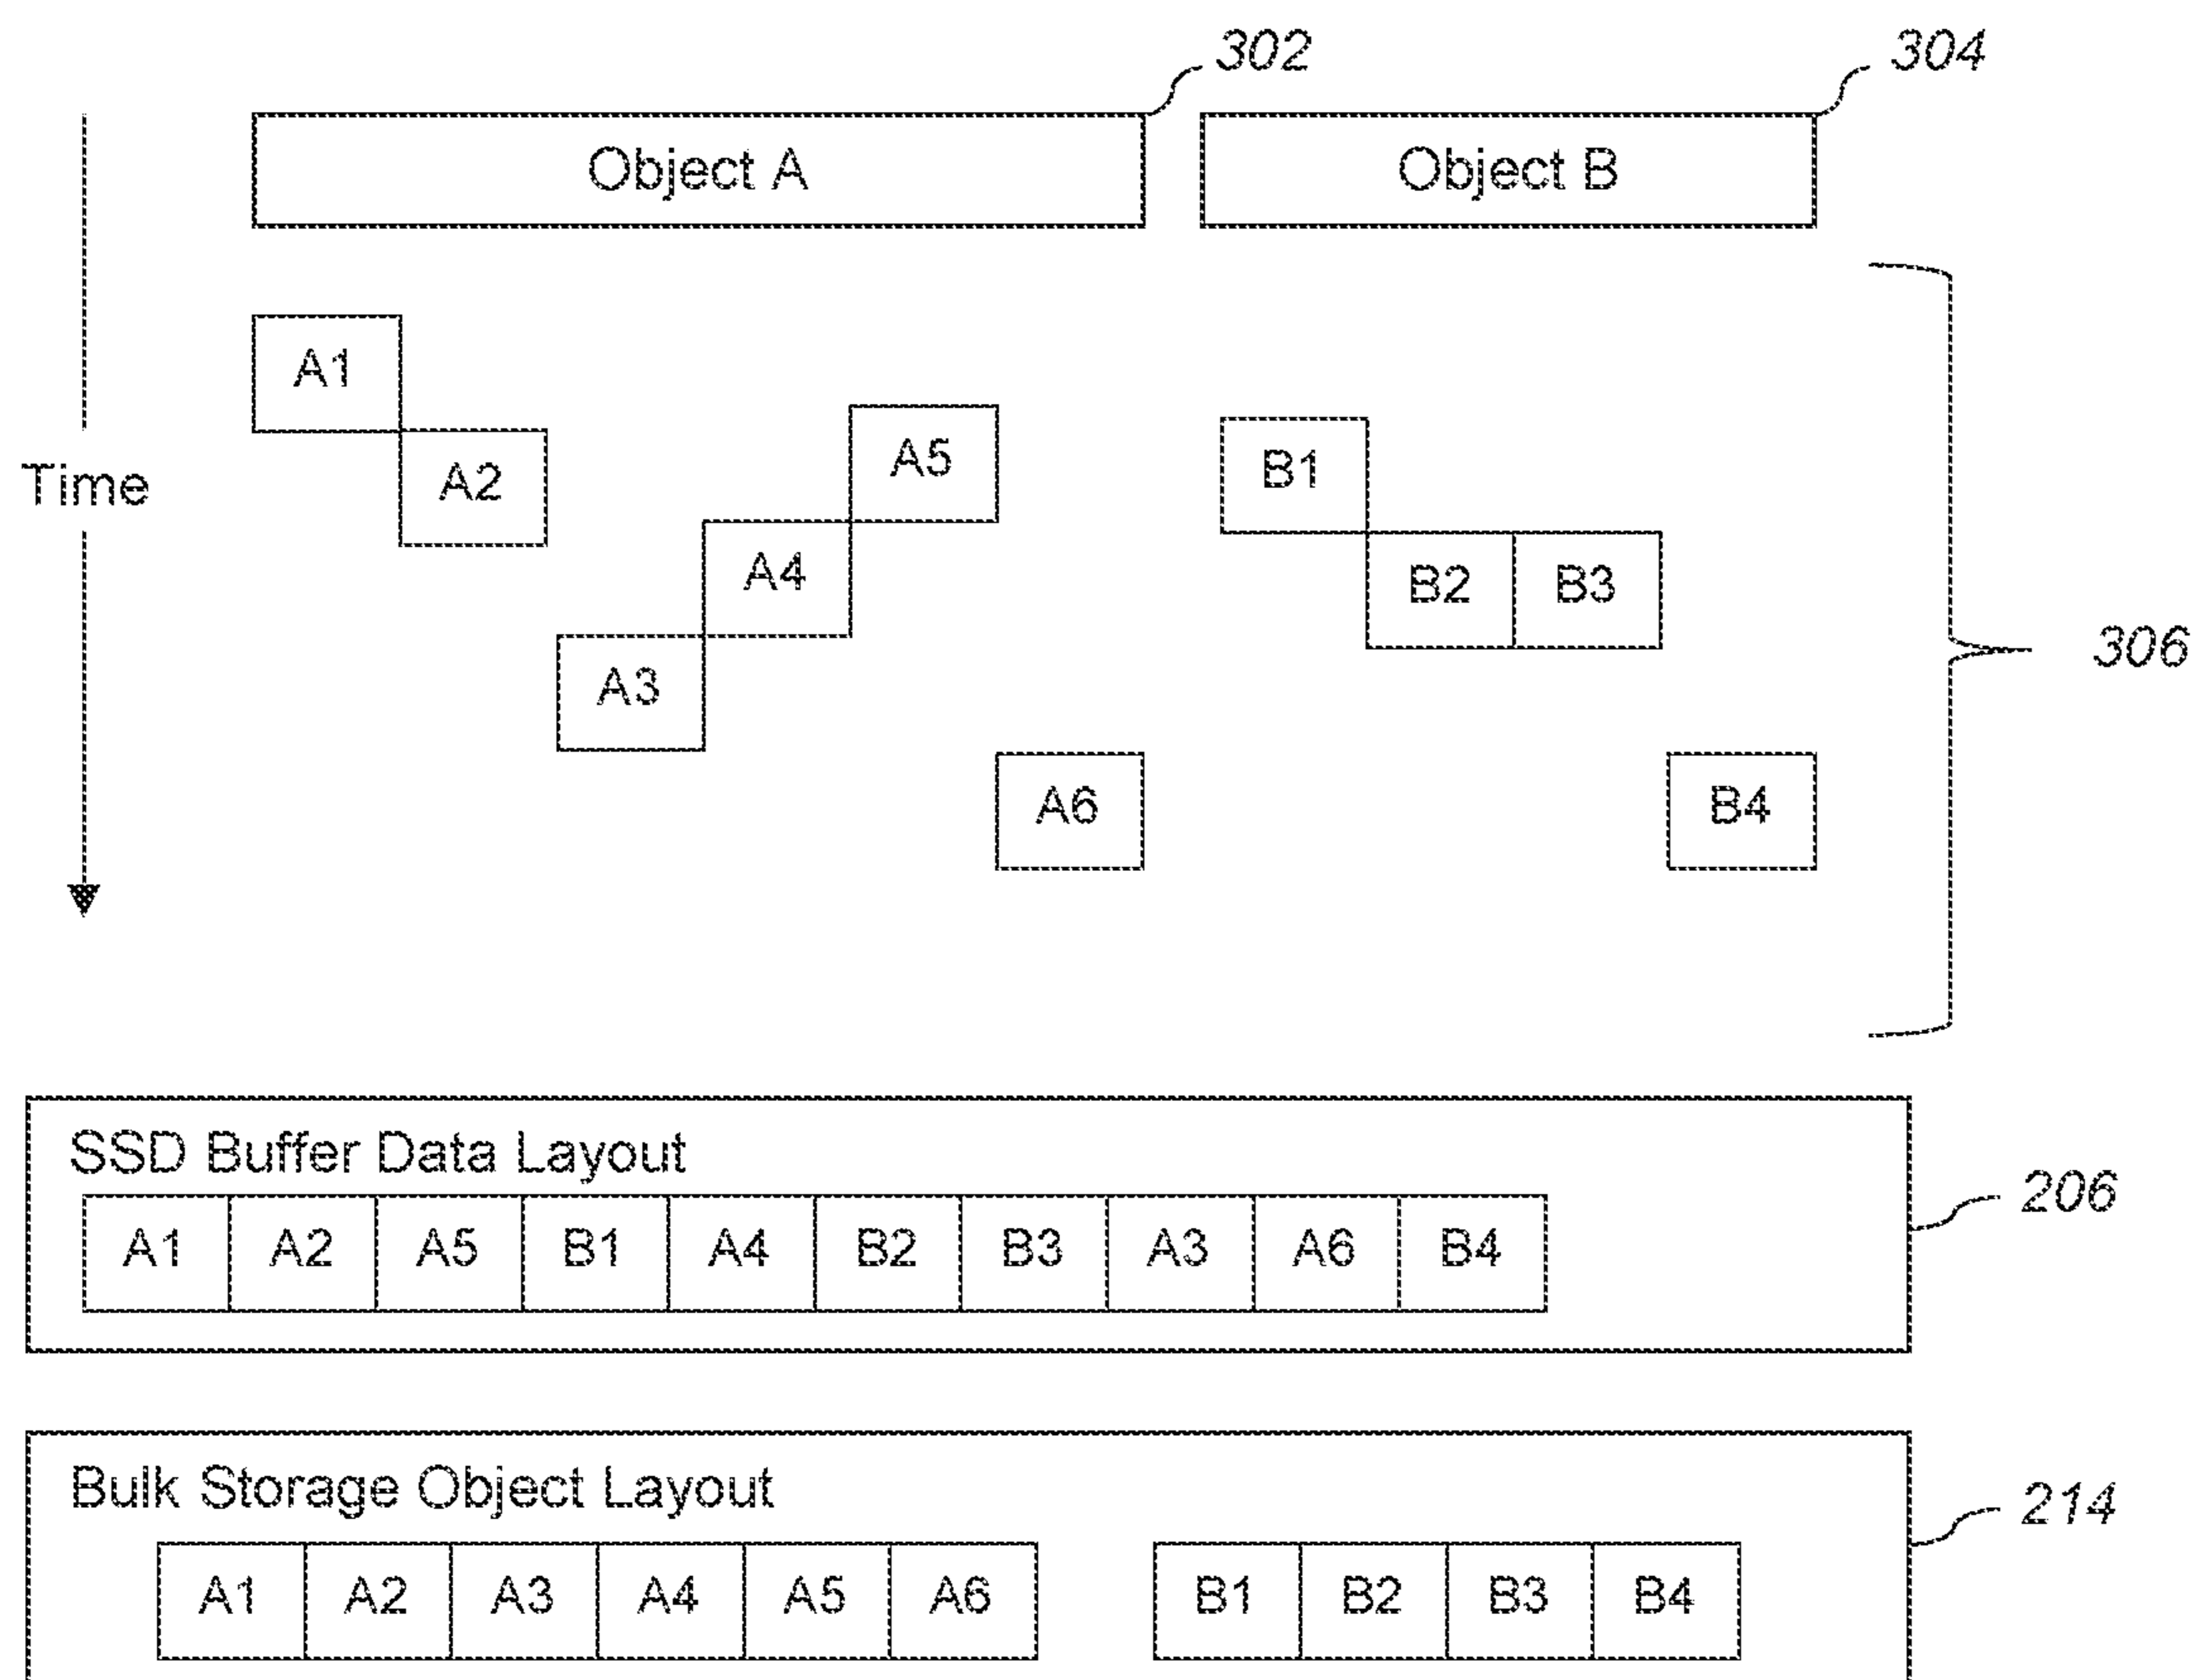 302
304
Object A
Object B
A1
A5
B1
Time
A2
A4
B2 B3
306
A3
A6
B4
SSD Buffer Data Layout
206
A1 A2 A5 B1 A4 B2 B3 A3 A6 B4
Bulk Storage Object Layout
214
A1 A2 A3 A4 A5 A6 B1 B2 B3 B4